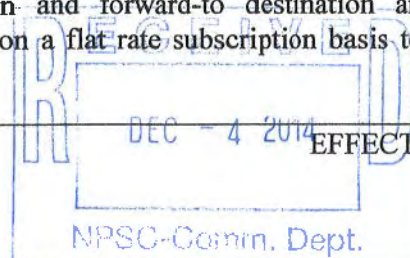 n and forward-to destination a
on a flat rate subscription basis t
RECEIVED
DEC - 4 2014
EFFECT
NPSC-Comm. Dept.